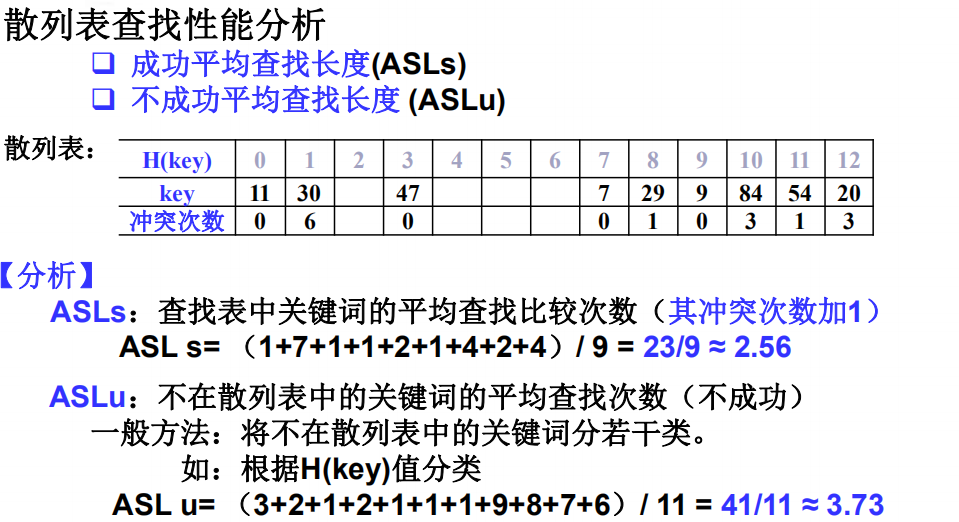 散列表查找性能分析
❑ 成功平均查找长度(ASLs)
❑ 不成功平均查找长度 (ASLu)
散列表：
H(key) 0 1 2 3 4 5 6 7 8 9 10 11 12
key 11 30 47 7 29 9 84 54 20
冲突次数 0 6 0 0 1 0 3 1 3
【分析】
ASLs：查找表中关键词的平均查找比较次数（其冲突次数加1）
ASL s= （1+7+1+1+2+1+4+2+4）/ 9 = 23/9 ≈ 2.56
ASLu：不在散列表中的关键词的平均查找次数（不成功）
一般方法：将不在散列表中的关键词分若干类。
如：根据H(key)值分类
ASL u= （3+2+1+2+1+1+1+9+8+7+6）/ 11 = 41/11 ≈ 3.73